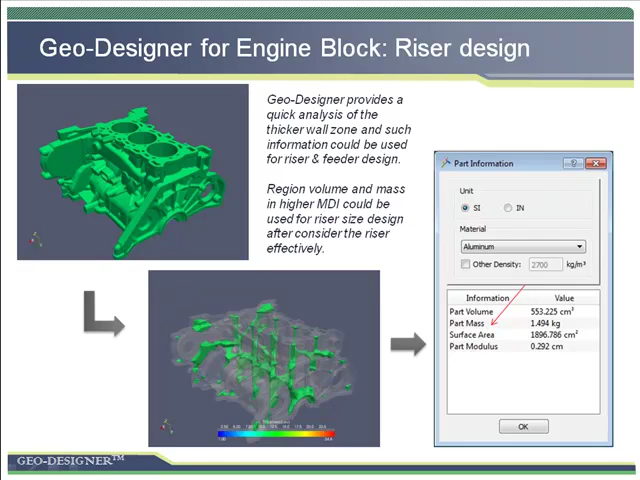 Geo-Designer for Engine Block: Riser design
Geo-Designer provides a
quick analysis of the
thicker wall zone and such
information could be used
for riser & feeder design.
Region volume and mass
in higher MDI could be
used for riser size design
after consider the riser
effectively.
Part Information
Unit
SI
IN
Material
Aluminum
Other Density:
2700
kg/m³
Information Value
Part Volume 553.225 cm³
Part Mass 1.494 kg
Surface Area 1896.786 cm²
Part Modulus 0.292 cm
OK
GEO-DESIGNER™